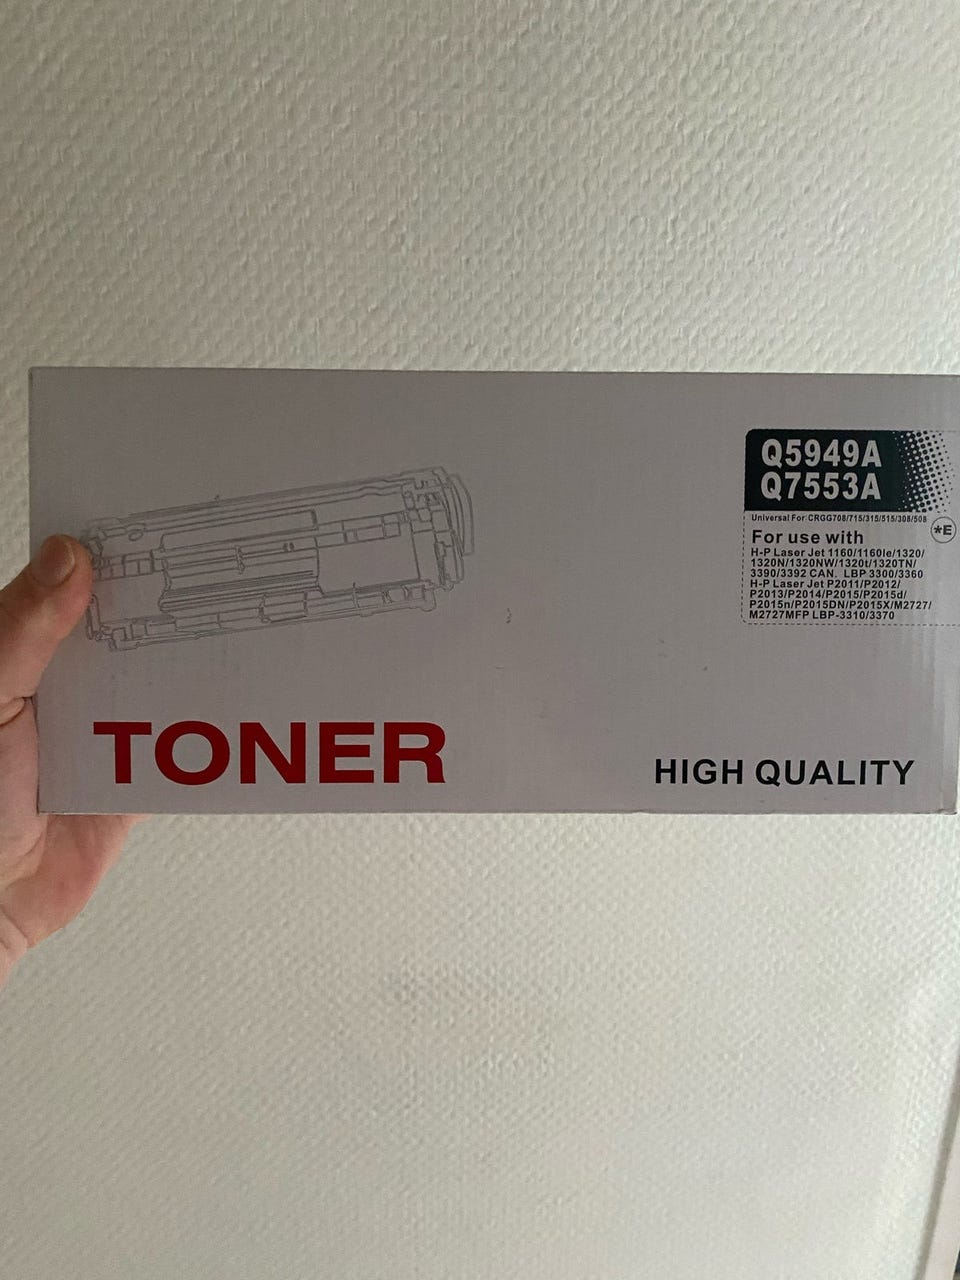 Q5949A
Q7553A
Universal For: CRGG708/715/315/515/308/508
*E
For use with
H-P Laser Jet 1160/1160le/1320/
1320N/1320NW/1320t/1320TN/
3390/3392 CAN. LBP 3300/3360
H-P Laser Jet P2011/P2012/
P2013/P2014/P2015/P2015d/
P2015n/P2015DN/P2015X/M2727/
M2727MFP LBP-3310/3370
TONER
HIGH QUALITY